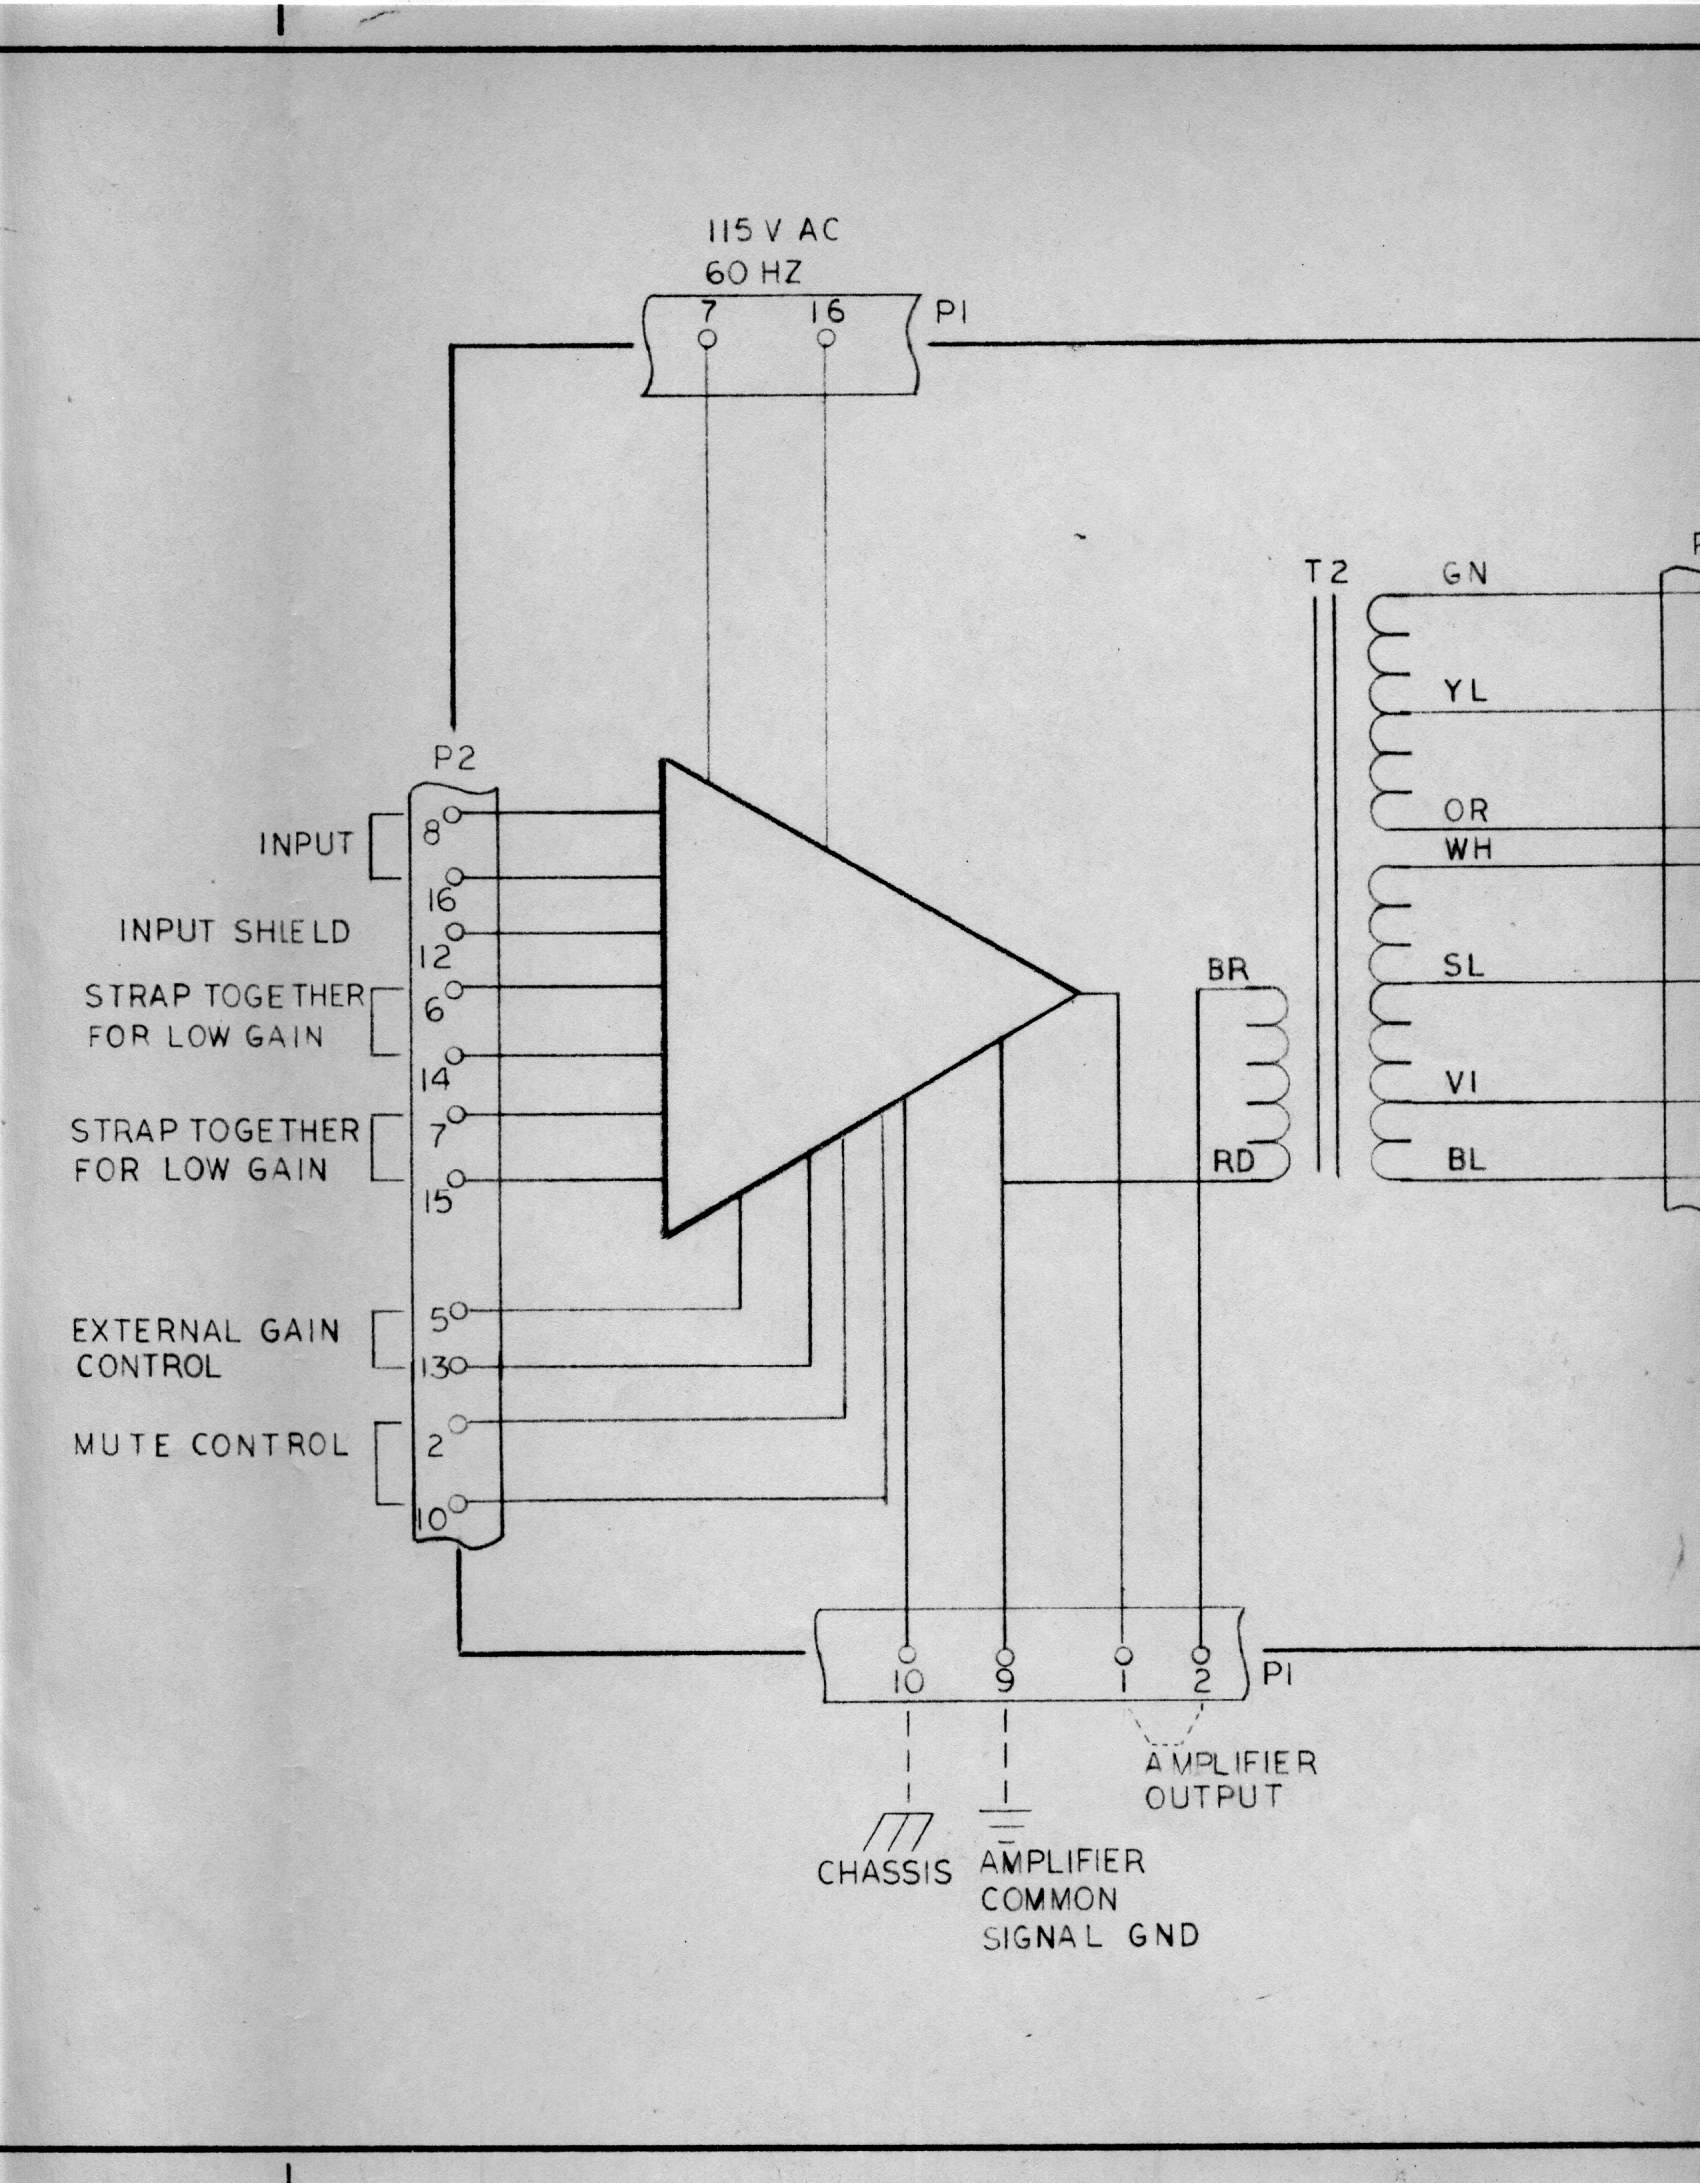 115 V AC
60 HZ
7 16 P1
T2 GN
YL
P2
OR
8
INPUT
WH
16
INPUT SHIELD
12
SL
BR
STRAP TOGETHER
6
FOR LOW GAIN
14
VI
STRAP TOGETHER
7
FOR LOW GAIN
RD
BL
15
5
EXTERNAL GAIN
CONTROL
13
MUTE CONTROL
2
10
10 9 1 2 P1
AMPLIFIER
OUTPUT
CHASSIS
AMPLIFIER
COMMON
SIGNAL GND